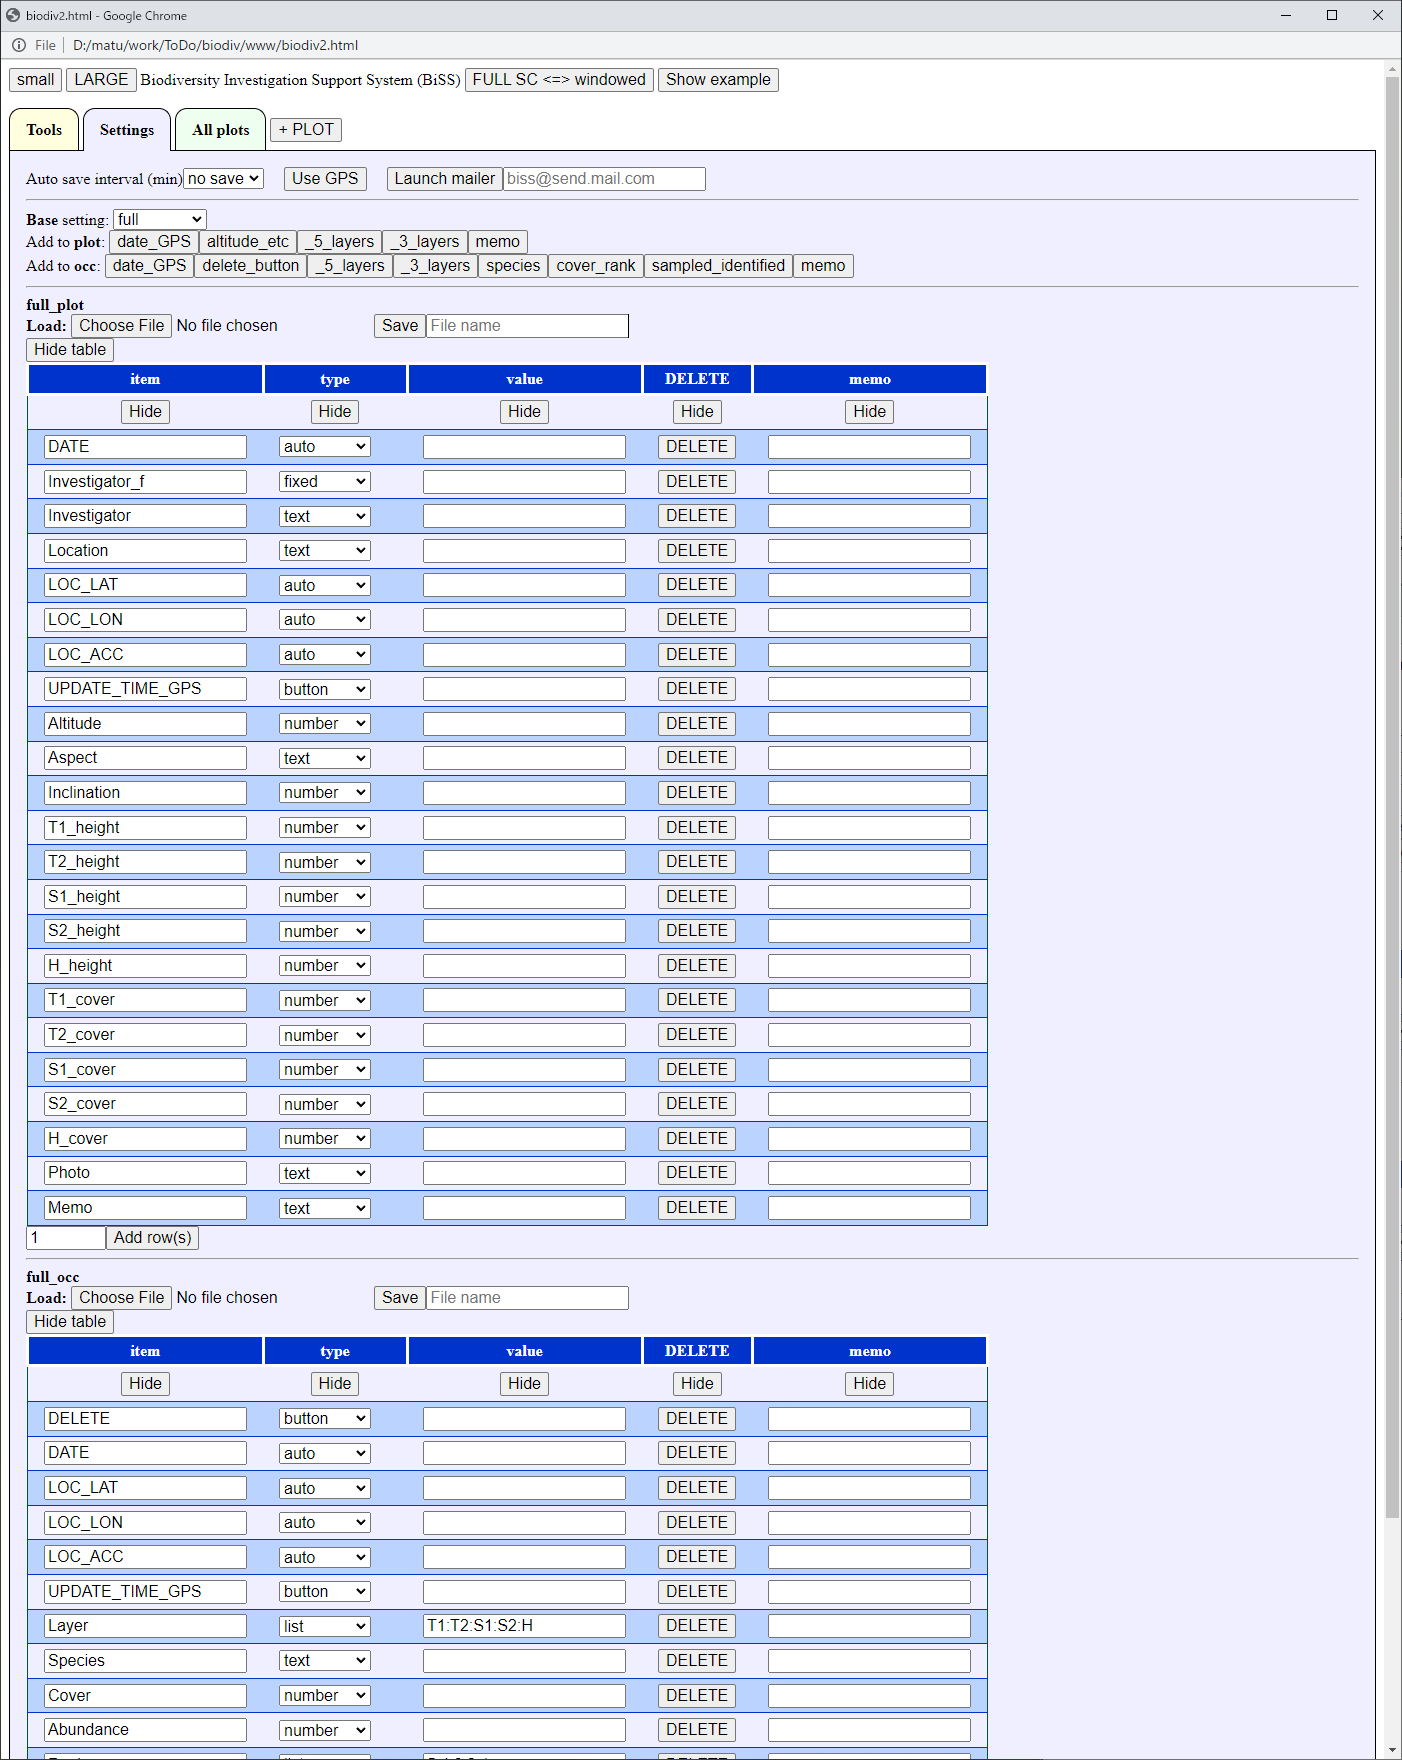 biodiv2.html - Google Chrome
File D:/matu/work/ToDo/biodiv/www/biodiv2.html
small LARGE Biodiversity Investigation Support System (BiSS) FULL SC <=> windowed Show example
Tools Settings All plots + PLOT
Auto save interval (min) no save Use GPS Launch mailer biss@send.mail.com
Base setting: full
Add to plot: date_GPS altitude_etc _5_layers _3_layers memo
Add to occ: date_GPS delete_button _5_layers _3_layers species cover_rank sampled_identified memo
full_plot
Load: Choose File No file chosen Save File name
Hide table
item type value DELETE memo
Hide Hide Hide Hide Hide
DATE auto DELETE
Investigator_f fixed DELETE
Investigator text DELETE
Location text DELETE
LOC_LAT auto DELETE
LOC_LON auto DELETE
LOC_ACC auto DELETE
UPDATE_TIME_GPS button DELETE
Altitude number DELETE
Aspect text DELETE
Inclination number DELETE
T1_height number DELETE
T2_height number DELETE
S1_height number DELETE
S2_height number DELETE
H_height number DELETE
T1_cover number DELETE
T2_cover number DELETE
S1_cover number DELETE
S2_cover number DELETE
H_cover number DELETE
Photo text DELETE
Memo text DELETE
1 Add row(s)
full_occ
Load: Choose File No file chosen Save File name
Hide table
item type value DELETE memo
Hide Hide Hide Hide Hide
DELETE button DELETE
DATE auto DELETE
LOC_LAT auto DELETE
LOC_LON auto DELETE
LOC_ACC auto DELETE
UPDATE_TIME_GPS button DELETE
Layer list T1:T2:S1:S2:H DELETE
Species text DELETE
Cover number DELETE
Abundance number DELETE